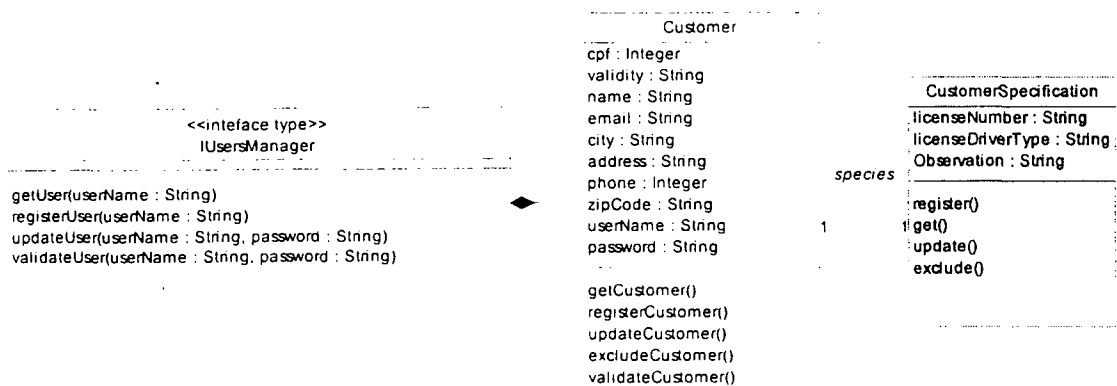 <<inteface type>>
IUsersManager
getUser(userName : String)
registerUser(userName : String)
updateUser(userName : String, password : String)
validateUser(userName : String, password : String)
Customer
cpf : Integer
validity : String
name : String
email : String
city : String
address : String
phone : Integer
zipCode : String
userName : String
password : String
getCustomer()
registerCustomer()
updateCustomer()
excludeCustomer()
validateCustomer()
species
1
1
CustomerSpecification
licenseNumber : String
licenseDriverType : String
Observation : String
register()
get()
update()
exclude()